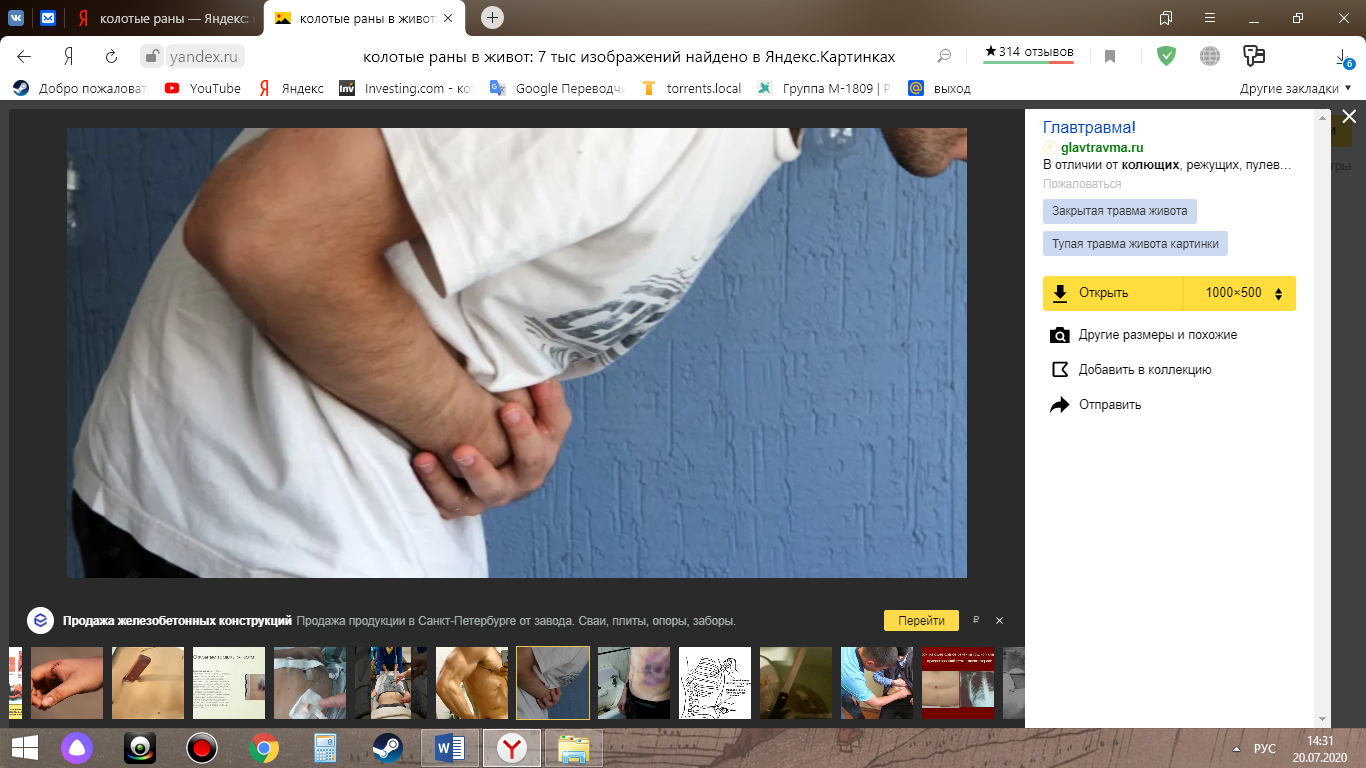 колотые раны — Яндекс:
колотые раны в живот:
Я
yandex.ru
колотые раны в живот: 7 тыс изображений найдено в Яндекс.Картинках
★314 отзывов
6
Добро пожаловат
YouTube
Я
Яндекс
Inv
Investing.com - кот
Google Переводчи
torrents.local
Группа М-1809 | Р
@
выход
Другие закладки
Главтравма!
glavtravma.ru
В отличии от колющих, режущих, пулев…
Пожаловаться
Закрытая травма живота
Тупая травма живота картинки
Открыть
1000×500
Другие размеры и похожие
Добавить в коллекцию
Отправить
Продажа железобетонных конструкций Продажа продукции в Санкт-Петербурге от завода. Сваи, плиты, опоры, заборы.
Перейти
₽
W
Y
РУС
14:31
20.07.2020